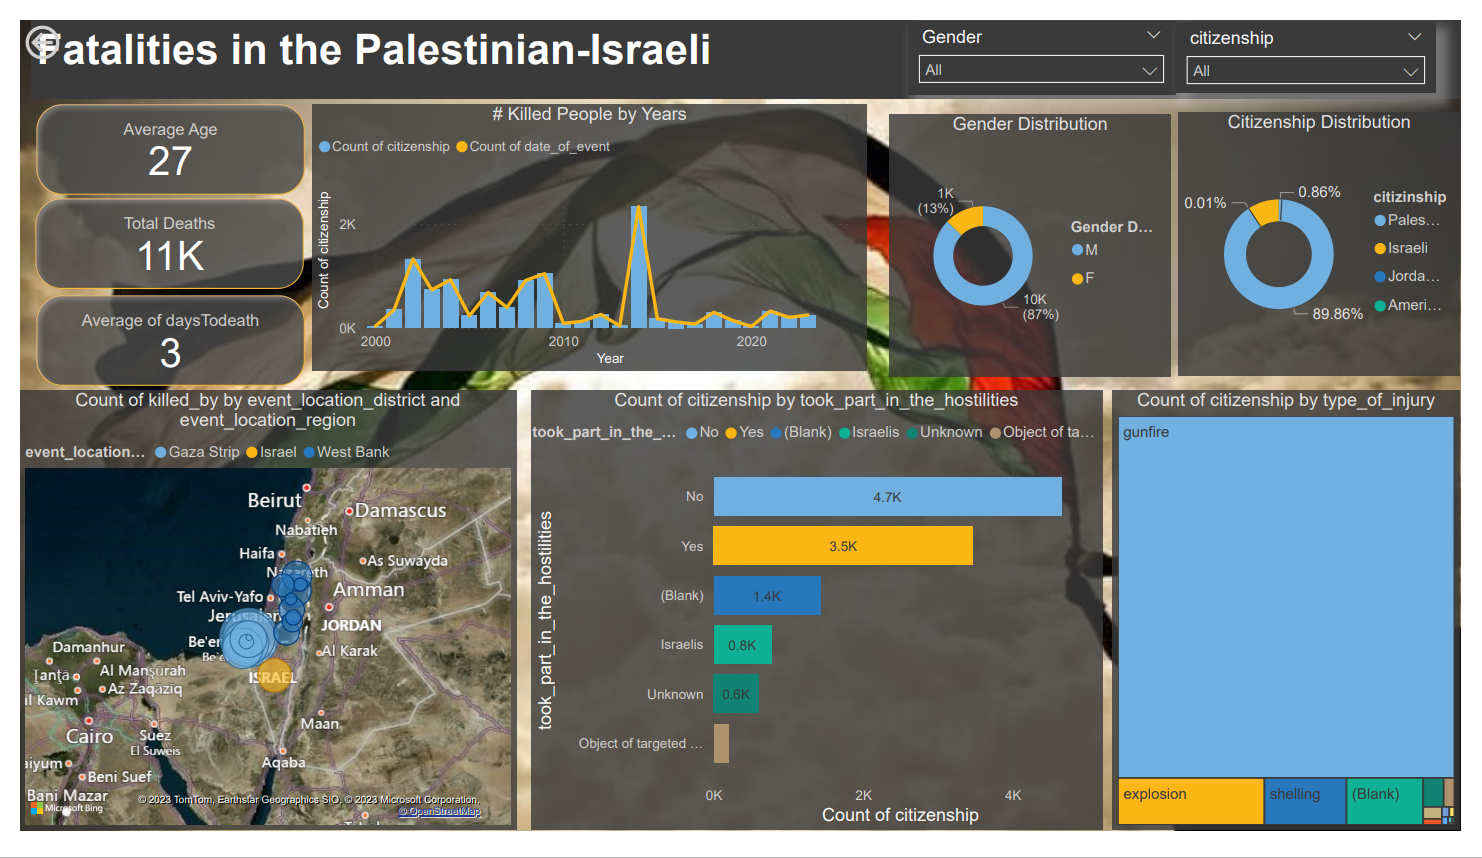 Fatalities in the Palestinian-Israeli
Gender
All
citizenship
All
Average Age
27
Total Deaths
11K
Average of daysTodeath
3
# Killed People by Years
Count of citizenship Count of date_of_event
Count of citizenship
2K
0K
2000 2010 2020
Year
Gender Distribution
1K
(13%)
10K
(87%)
Gender D...
M
F
Citizenship Distribution
0.01%
0.86%
89.86%
citizinship
Pales...
Israeli
Jorda...
Ameri...
Count of killed_by by event_location_district and
event_location_region
event_location... Gaza Strip Israel West Bank
Beirut
Damascus
Nabatieh
Haifa
As Suwayda
Nazareth
Amman
Tel Aviv-Yafo
Jerusalem
JORDAN
Be'er
Be'e
Al Karak
Damanhur
Ţanţā
Al Manşūrah
Az Zaqāzīq
ISRAEL
al Kawm
Maan
Cairo
Suez
El Suweis
aiyum
Beni Suef
Aqaba
Bani Mazar
Microsoft Bing
© 2023 TomTom, Earthstar Geographics SIO, © 2023 Microsoft Corporation,
© OpenStreetMap
Count of citizenship by took_part_in_the_hostilities
took_part_in_the_... No Yes (Blank) Israelis Unknown Object of ta...
took_part_in_the_hostilities
No 4.7K
Yes 3.5K
(Blank) 1.4K
Israelis 0.8K
Unknown 0.6K
Object of targeted ...
0K 2K 4K
Count of citizenship
Count of citizenship by type_of_injury
gunfire
explosion
shelling
(Blank)